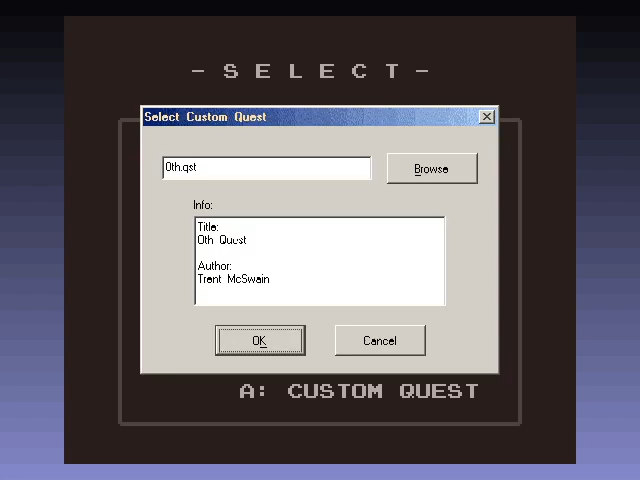 - S E L E C T -
Select Custom Quest
0th.qst
Browse
Info:
Title:
0th Quest
Author:
Trent McSwain
OK
Cancel
A: CUSTOM QUEST